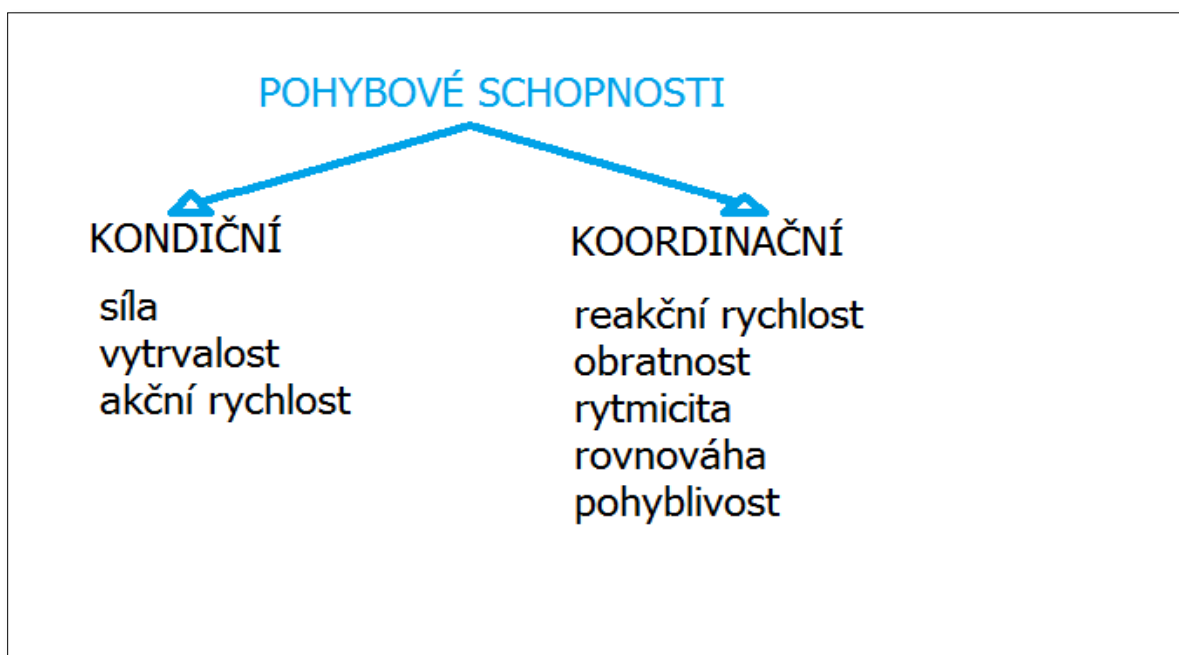 POHYBOVÉ SCHOPNOSTI
KONDIČNÍ
síla
vytrvalost
akční rychlost
KOORDINAČNÍ
reakční rychlost
obratnost
rytmicita
rovnováha
pohyblivost